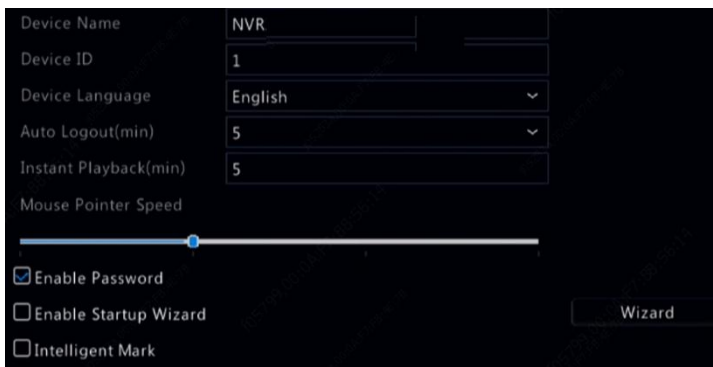 Device Name NVR
Device ID 1
Device Language English
Auto Logout(min) 5
Instant Playback(min) 5
Mouse Pointer Speed
Enable Password
Enable Startup Wizard Wizard
Intelligent Mark